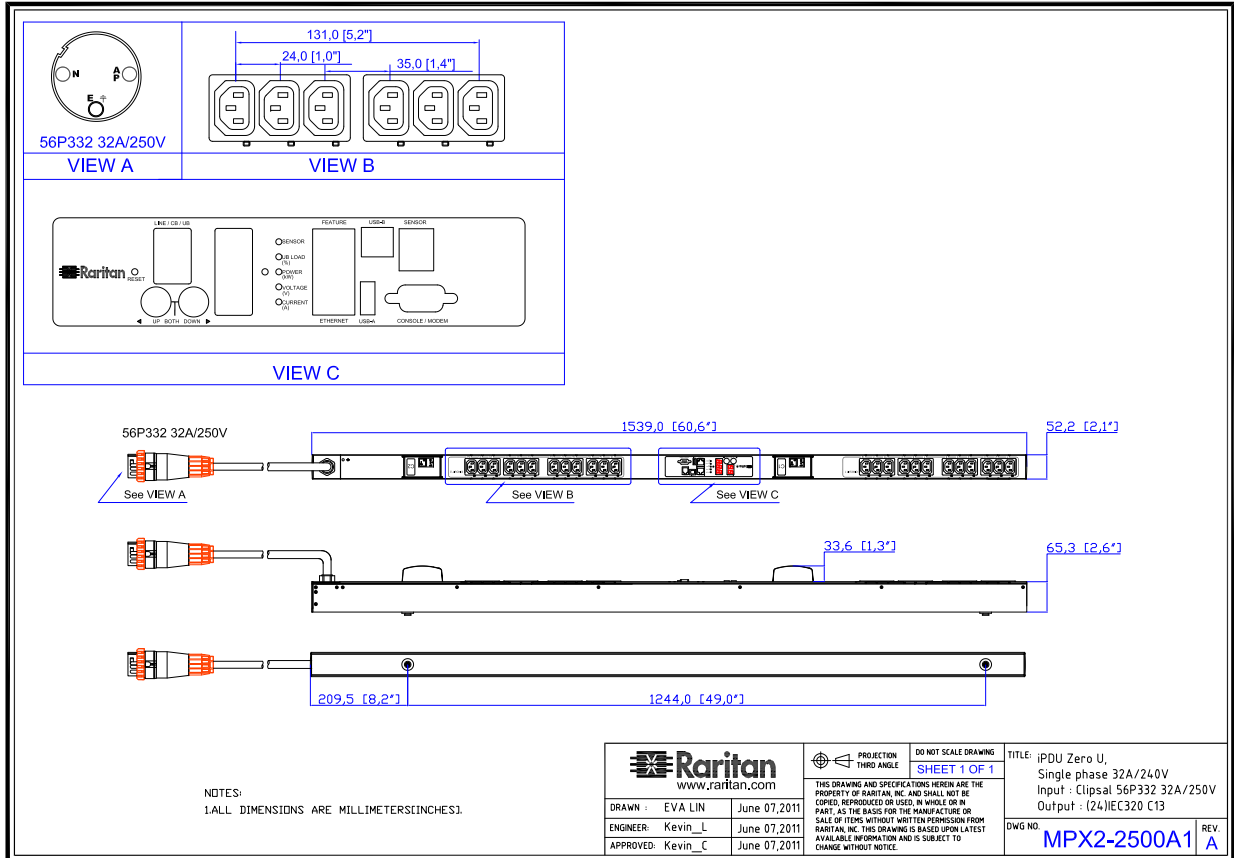 131,0 [5,2"]
24,0 [1,0"]
35,0 [1,4"]
N
A
P
E
56P332 32A/250V
VIEW A
VIEW B
LINE / CB / UB
FEATURE
USB-B
SENSOR
Raritan
RESET
SENSOR
UB LOAD
(%)
POWER
(kW)
VOLTAGE
(V)
CURRENT
(A)
UP BOTH DOWN
ETHERNET
USB-A
CONSOLE / MODEM
VIEW C
56P332 32A/250V
1539,0 [60,6"]
52,2 [2,1"]
See VIEW A
See VIEW B
See VIEW C
33,6 [1,3"]
65,3 [2,6"]
209,5 [8,2"]
1244,0 [49,0"]
NOTES:
1.ALL DIMENSIONS ARE MILLIMETERS[INCHES].
Raritan
www.raritan.com
DRAWN : EVA LIN June 07,2011
ENGINEER: Kevin_L June 07,2011
APPROVED: Kevin_C June 07,2011
PROJECTION
THIRD ANGLE
DO NOT SCALE DRAWING
SHEET 1 OF 1
THIS DRAWING AND SPECIFICATIONS HEREIN ARE THE
PROPERTY OF RARITAN, INC. AND SHALL NOT BE
COPIED, REPRODUCED OR USED, IN WHOLE OR IN
PART, AS THE BASIS FOR THE MANUFACTURE OR
SALE OF ITEMS WITHOUT WRITTEN PERMISSION FROM
RARITAN, INC. THIS DRAWING IS BASED UPON LATEST
AVAILABLE INFORMATION AND IS SUBJECT TO
CHANGE WITHOUT NOTICE.
TITLE: iPDU Zero U,
Single phase 32A/240V
Input : Clipsal 56P332 32A/250V
Output : (24)IEC320 C13
DWG NO. MPX2-2500A1
REV. A